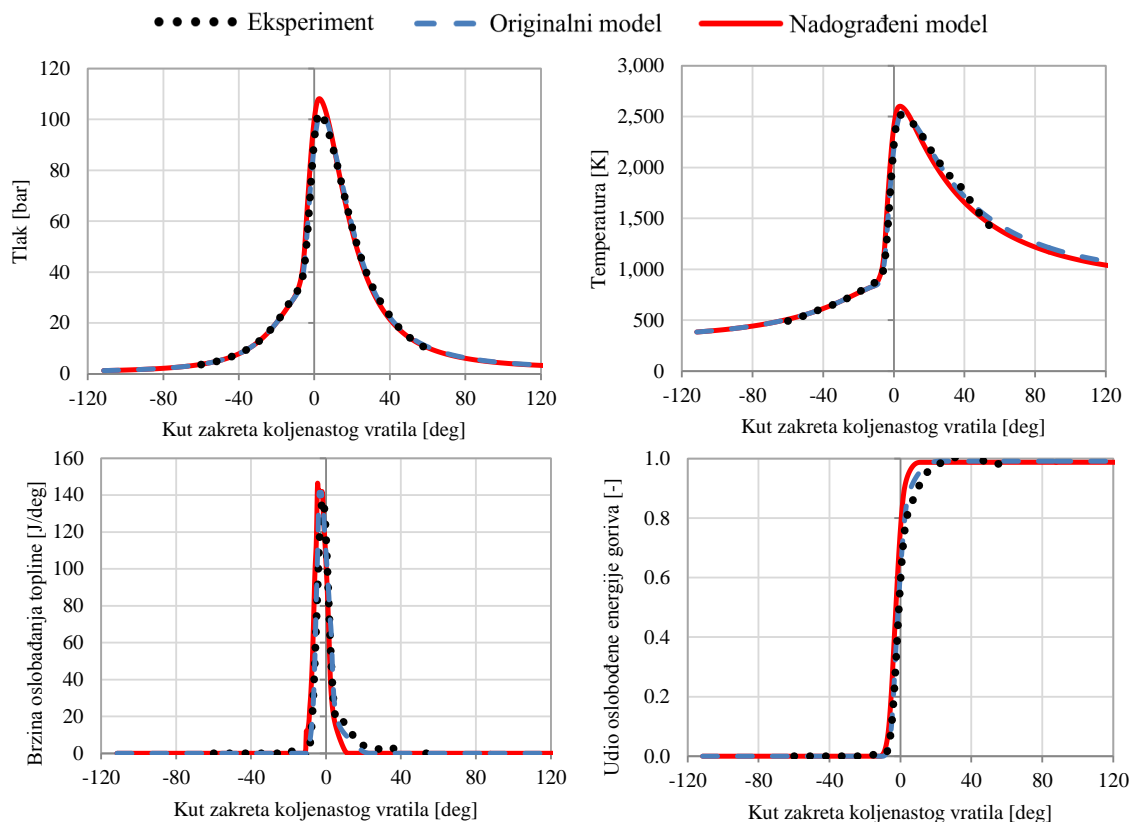 Eksperiment Originalni model Nadograđeni model
Tlak [bar]
140
120
100
80
60
40
20
0
-120 -80 -40 0 40 80 120
Kut zakreta koljenastog vratila [deg]
Temperatura [K]
3,000
2,500
2,000
1,500
1,000
500
0
-120 -80 -40 0 40 80 120
Kut zakreta koljenastog vratila [deg]
Brzina oslobađanja topline [J/deg]
160
140
120
100
80
60
40
20
0
-120 -80 -40 0 40 80 120
Kut zakreta koljenastog vratila [deg]
Udio oslobođene energije goriva [-]
1.0
0.8
0.6
0.4
0.2
0.0
-120 -80 -40 0 40 80 120
Kut zakreta koljenastog vratila [deg]